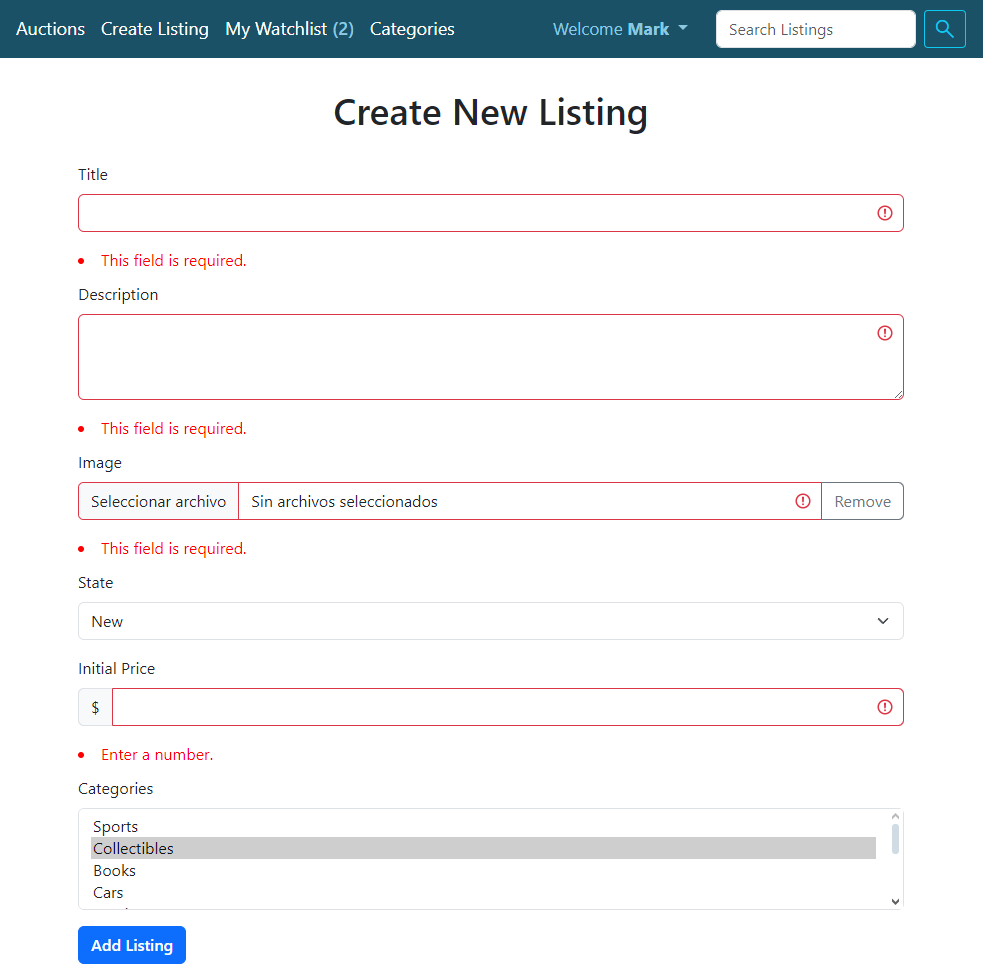 Auctions Create Listing My Watchlist (2) Categories Welcome Mark Search Listings
Create New Listing
Title
This field is required.
Description
This field is required.
Image
Seleccionar archivo Sin archivos seleccionados Remove
This field is required.
State
New
Initial Price
$
Enter a number.
Categories
Sports
Collectibles
Books
Cars
Add Listing